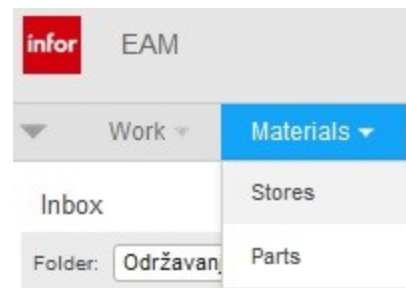 infor EAM
Work Materials
Inbox Stores
Folder: Održavanj Parts